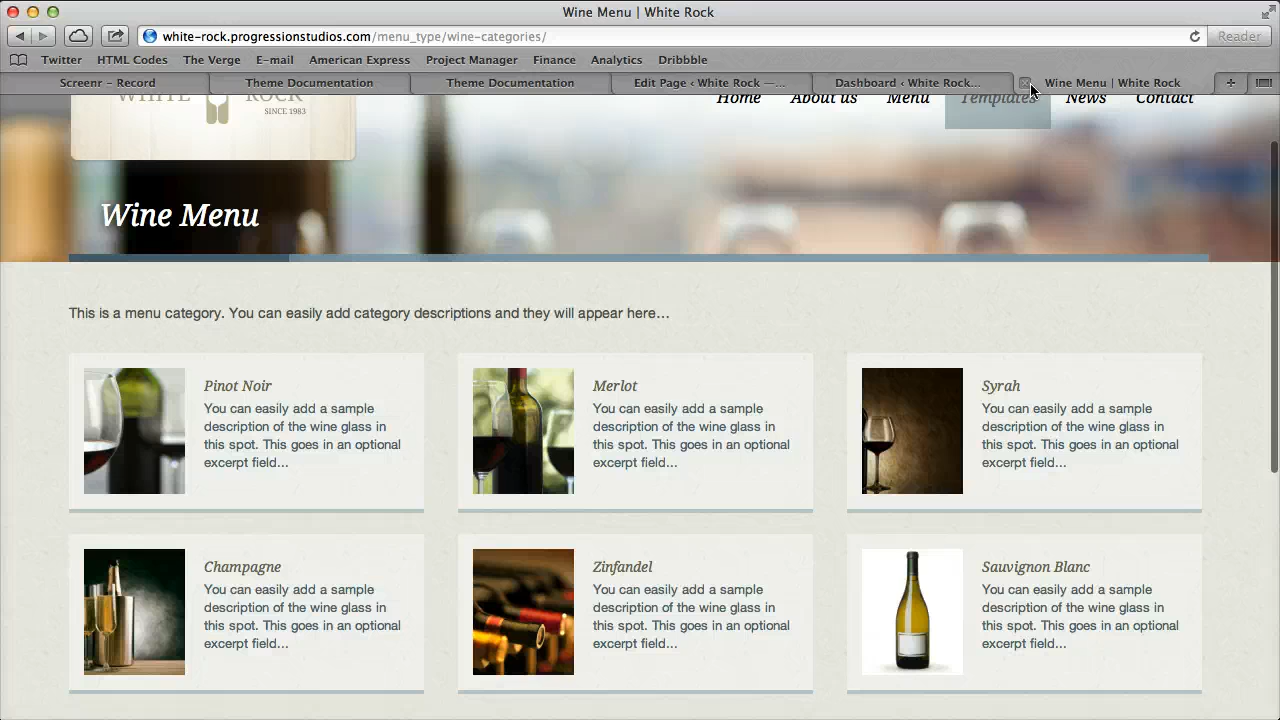 Wine Menu | White Rock
white-rock.progressionstudios.com/menu_type/wine-categories/
Reader
Twitter HTML Codes The Verge E-mail American Express Project Manager Finance Analytics Dribbble
Screenr - Record Theme Documentation Theme Documentation Edit Page ‹ White Rock —... Dashboard ‹ White Rock... Wine Menu | White Rock
WHITE ROCK
SINCE 1983
Home About us Menu Templates News Contact
Wine Menu
This is a menu category. You can easily add category descriptions and they will appear here…
Pinot Noir
You can easily add a sample
description of the wine glass in
this spot. This goes in an optional
excerpt field…
Merlot
You can easily add a sample
description of the wine glass in
this spot. This goes in an optional
excerpt field…
Syrah
You can easily add a sample
description of the wine glass in
this spot. This goes in an optional
excerpt field…
Champagne
You can easily add a sample
description of the wine glass in
this spot. This goes in an optional
excerpt field…
Zinfandel
You can easily add a sample
description of the wine glass in
this spot. This goes in an optional
excerpt field…
Sauvignon Blanc
You can easily add a sample
description of the wine glass in
this spot. This goes in an optional
excerpt field…